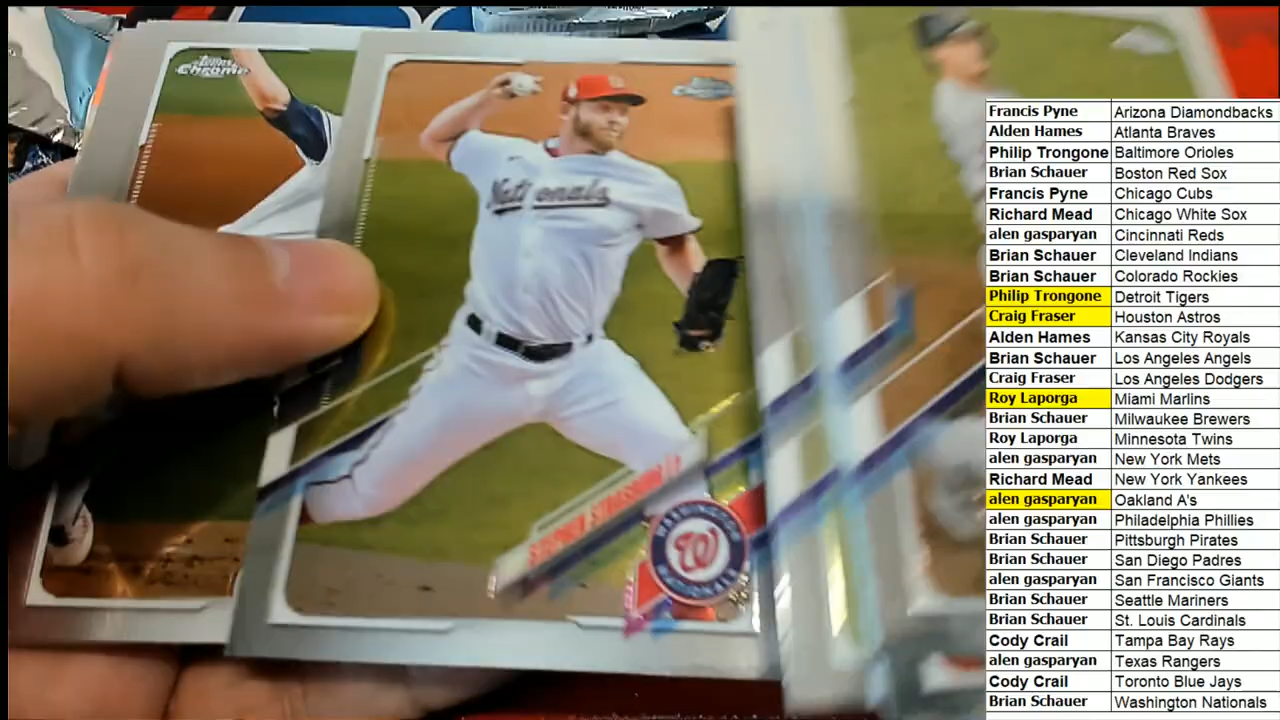 Topps
Chrome
Nationals
STEPHEN STRASBURG
WASHINGTON
W
NATIONALS
Francis Pyne Arizona Diamondbacks
Alden Hames Atlanta Braves
Philip Trongone Baltimore Orioles
Brian Schauer Boston Red Sox
Francis Pyne Chicago Cubs
Richard Mead Chicago White Sox
alen gasparyan Cincinnati Reds
Brian Schauer Cleveland Indians
Brian Schauer Colorado Rockies
Philip Trongone Detroit Tigers
Craig Fraser Houston Astros
Alden Hames Kansas City Royals
Brian Schauer Los Angeles Angels
Craig Fraser Los Angeles Dodgers
Roy Laporga Miami Marlins
Brian Schauer Milwaukee Brewers
Roy Laporga Minnesota Twins
alen gasparyan New York Mets
Richard Mead New York Yankees
alen gasparyan Oakland A's
alen gasparyan Philadelphia Phillies
Brian Schauer Pittsburgh Pirates
Brian Schauer San Diego Padres
alen gasparyan San Francisco Giants
Brian Schauer Seattle Mariners
Brian Schauer St. Louis Cardinals
Cody Crail Tampa Bay Rays
alen gasparyan Texas Rangers
Cody Crail Toronto Blue Jays
Brian Schauer Washington Nationals